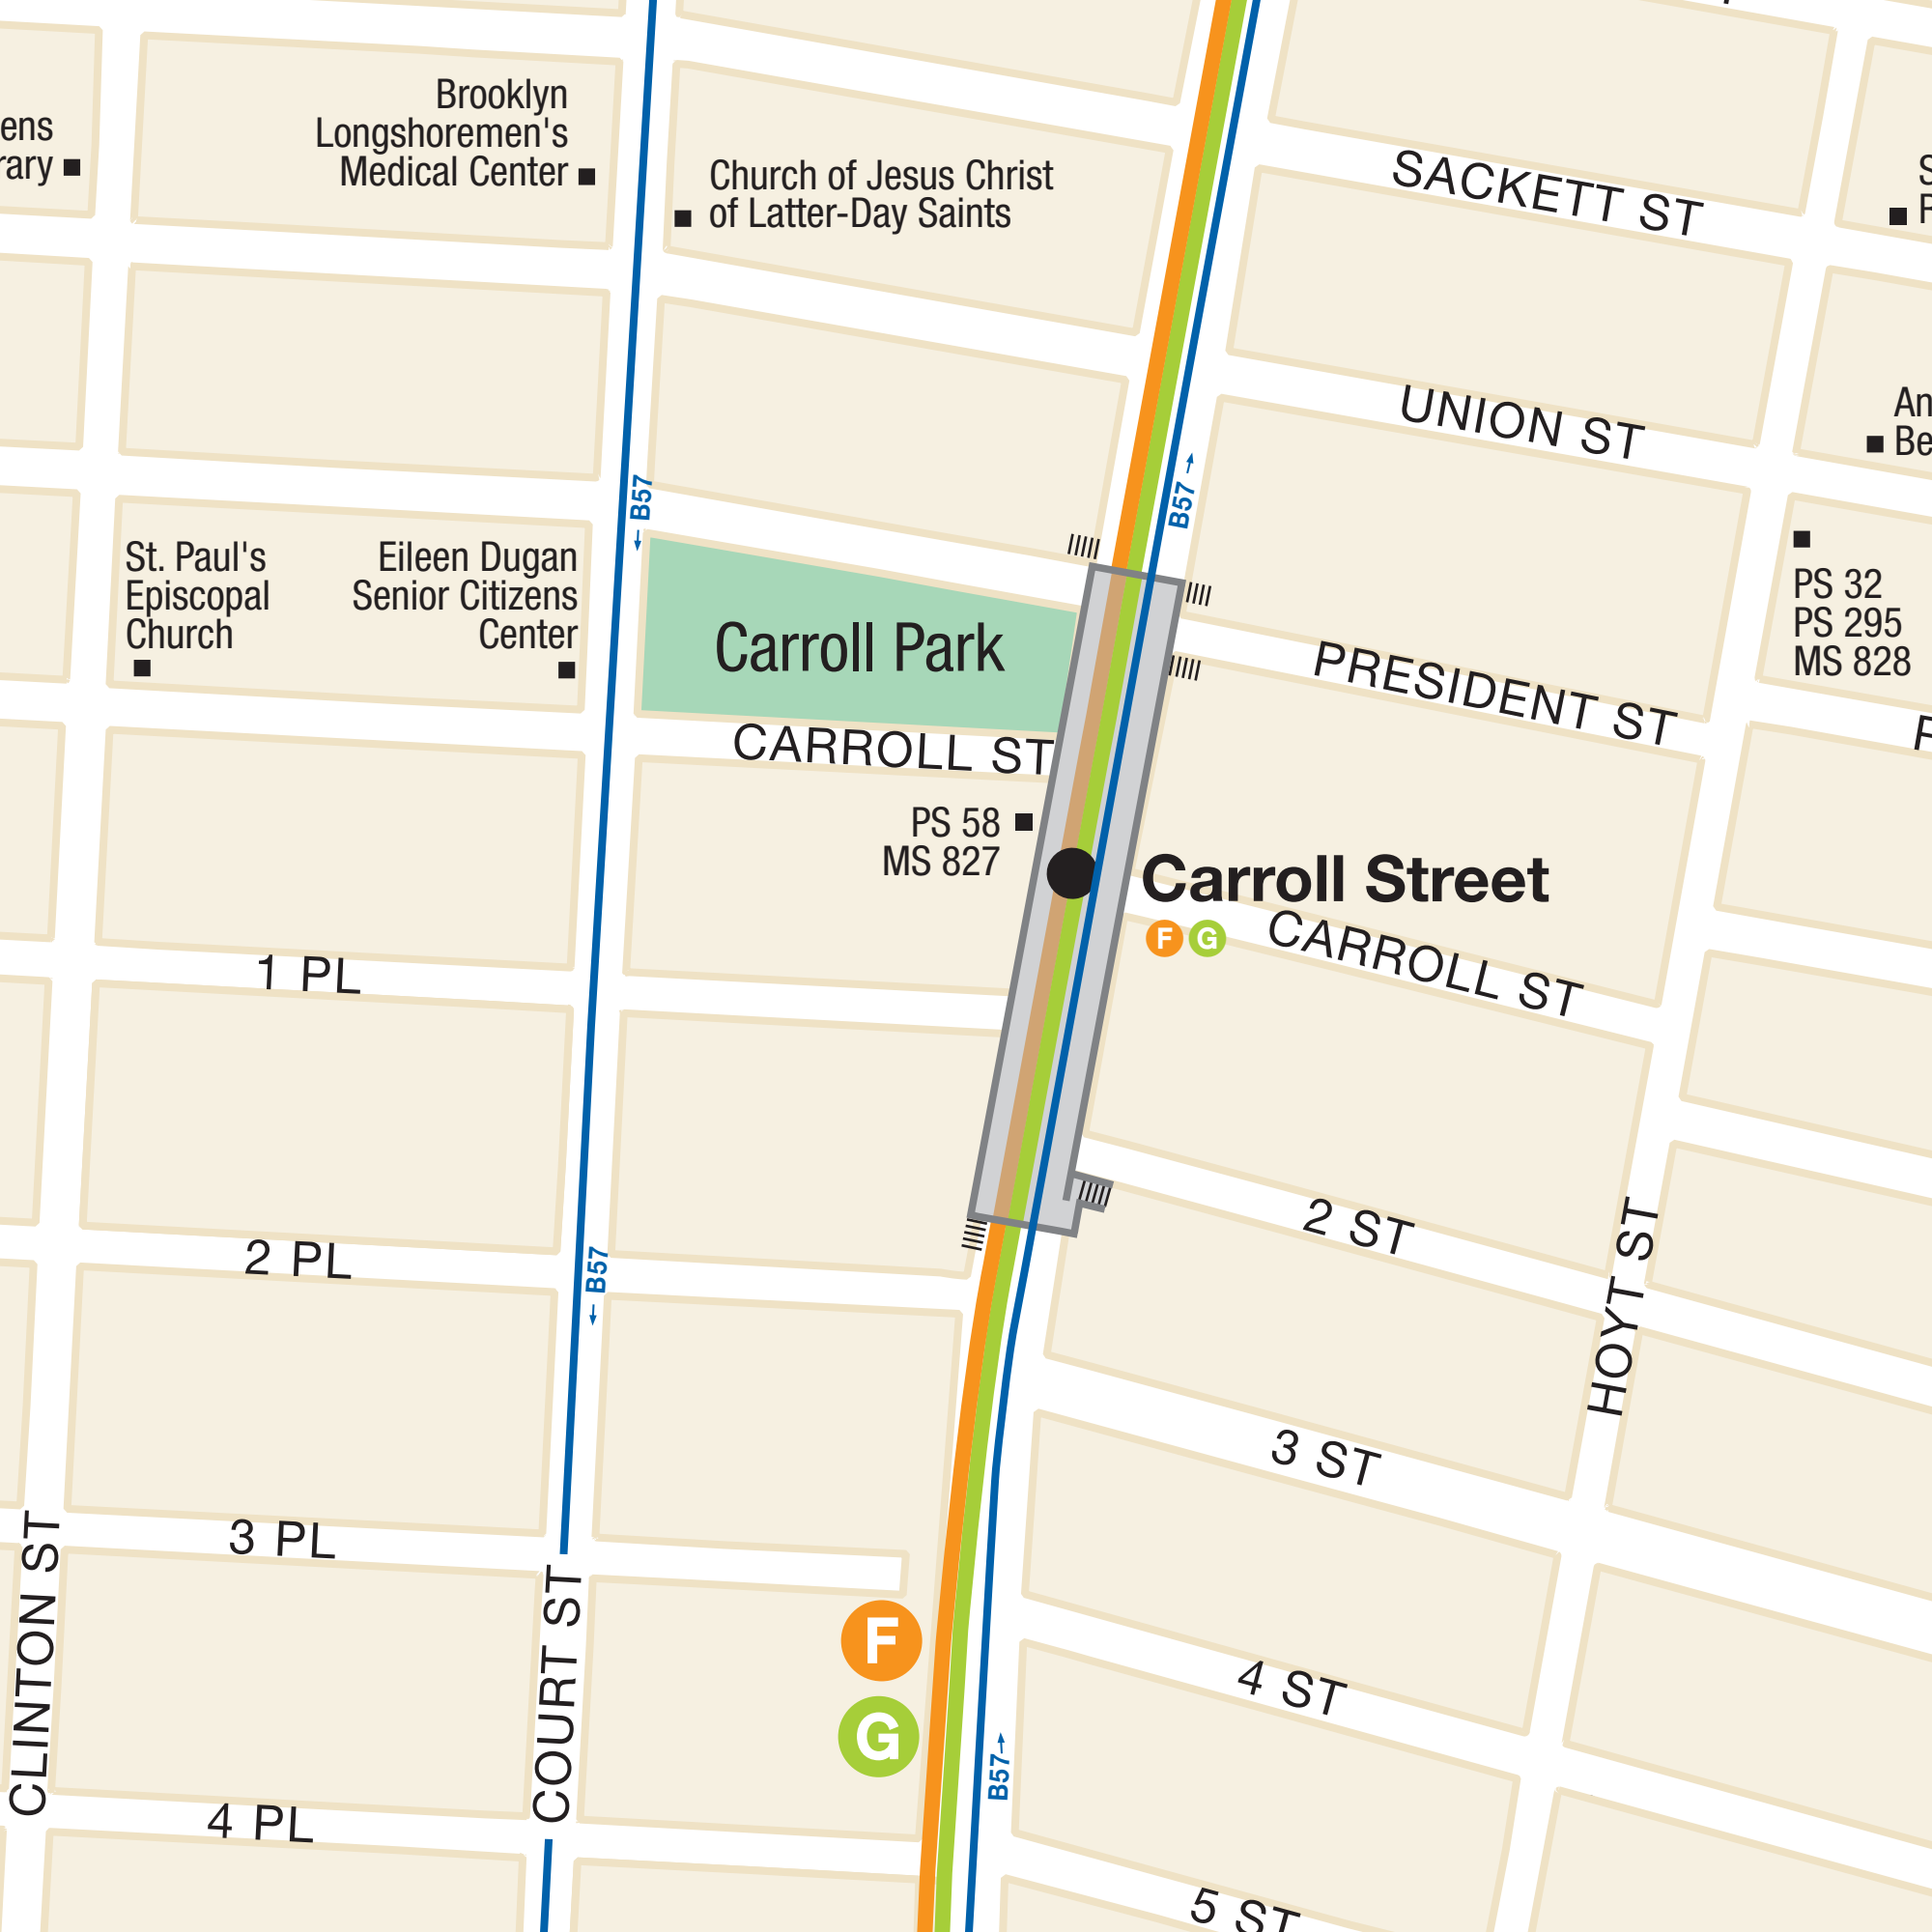 Brooklyn
Longshoremen's
Medical Center
Church of Jesus Christ
of Latter-Day Saints
SACKETT ST
UNION ST
← B57
B57 →
St. Paul's
Episcopal
Church
Eileen Dugan
Senior Citizens
Center
Carroll Park
PS 32
PS 295
MS 828
PRESIDENT ST
CARROLL ST
PS 58
MS 827
Carroll Street
F G
CARROLL ST
1 PL
2 PL
2 ST
HOYT ST
← B57
3 ST
3 PL
CLINTON ST
COURT ST
F
G
4 ST
B57→
4 PL
5 ST